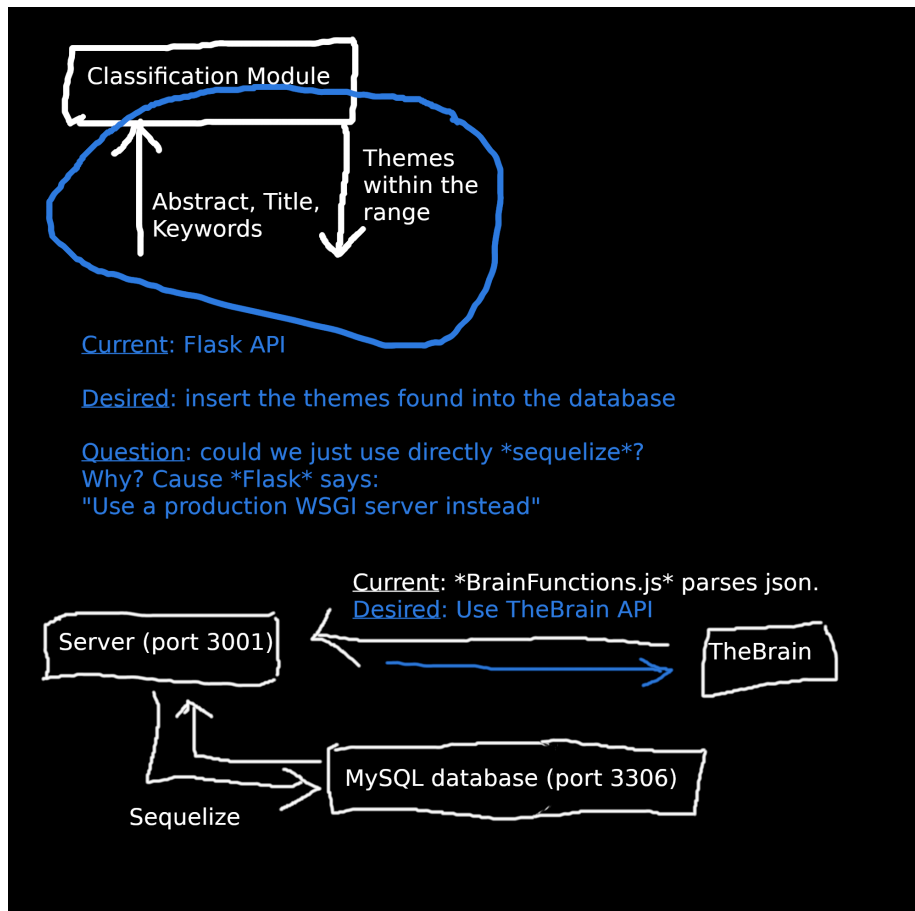 Classification Module
Themes
within the
range
Abstract, Title,
Keywords
Current: Flask API
Desired: insert the themes found into the database
Question: could we just use directly *sequelize*?
Why? Cause *Flask* says:
"Use a production WSGI server instead"
Current: *BrainFunctions.js* parses json.
Desired: Use TheBrain API
Server (port 3001)
TheBrain
MySQL database (port 3306)
Sequelize